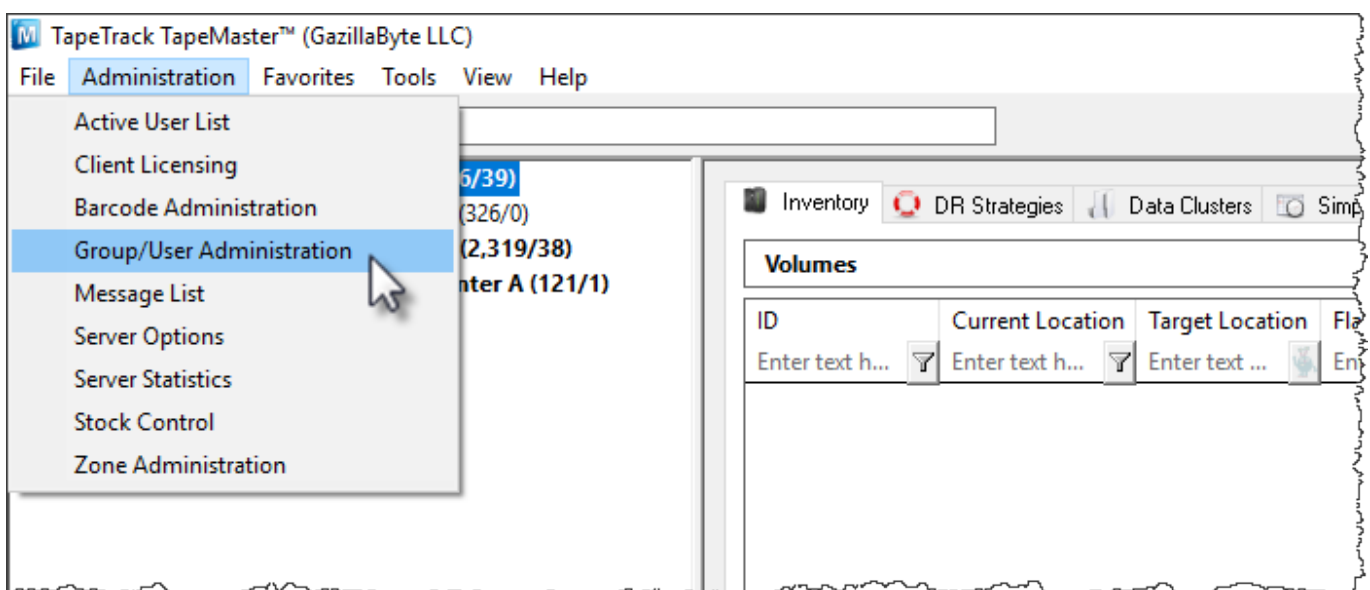 TapeTrack TapeMaster™ (GazillaByte LLC)
File Administration Favorites Tools View Help
Active User List
Client Licensing
Barcode Administration
Group/User Administration
Message List
Server Options
Server Statistics
Stock Control
Zone Administration
6/39)
(326/0)
(2,319/38)
nter A (121/1)
Inventory DR Strategies Data Clusters Simp
Volumes
ID Current Location Target Location Fla
Enter text h... Enter text h... Enter text ... En